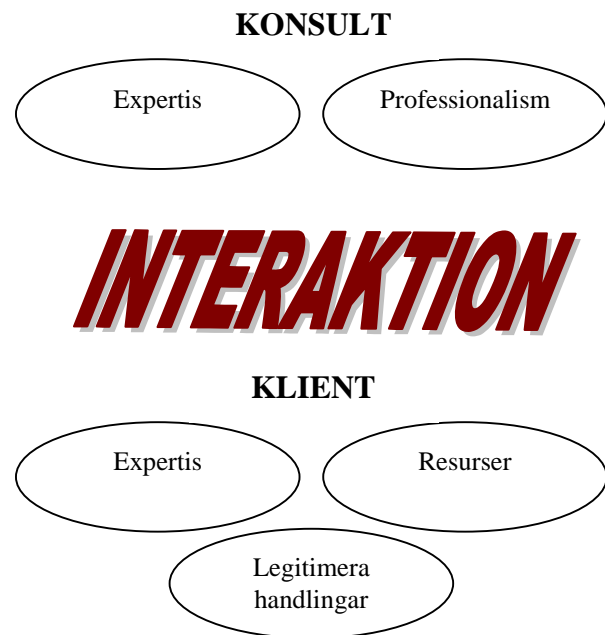 KONSULT
Expertis
Professionalism
INTERAKTION
KLIENT
Expertis
Resurser
Legitimera
handlingar